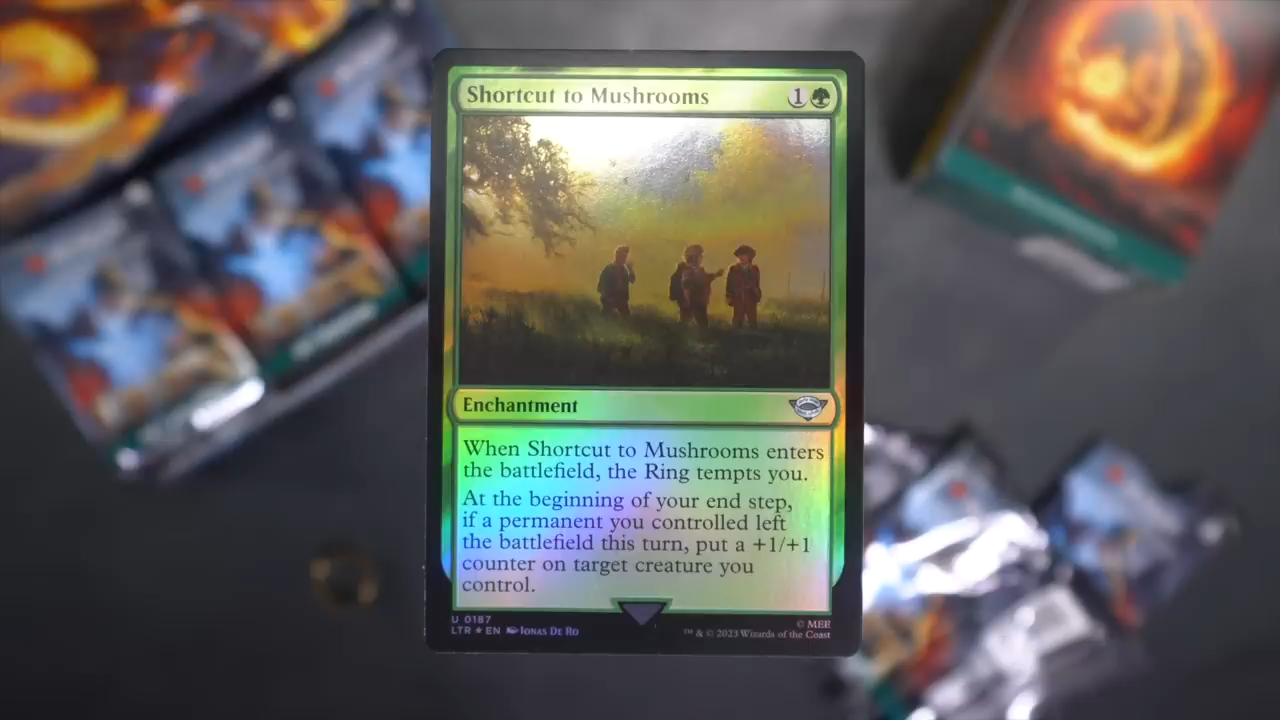 Shortcut to Mushrooms 1
Enchantment
When Shortcut to Mushrooms enters
the battlefield, the Ring tempts you.
At the beginning of your end step,
if a permanent you controlled left
the battlefield this turn, put a +1/+1
counter on target creature you
control.
U 0187
LTR ★ EN Jonas De Ro
© MEE
™ & © 2023 Wizards of the Coast